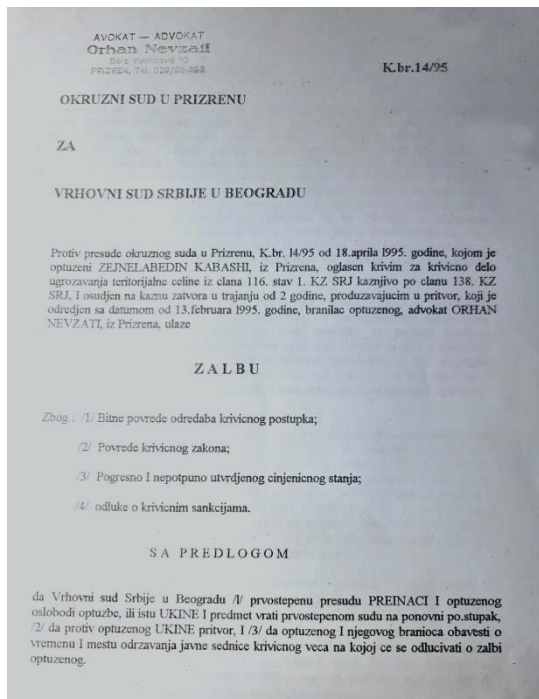 AVOKAT — ADVOKAT
Orhan Nevzati
PRIZREN, Tel. 029/
K.br.14/95
OKRUZNI SUD U PRIZRENU
ZA
VRHOVNI SUD SRBIJE U BEOGRADU
Protiv presude okruznog suda u Prizrenu, K.br. 14/95 od 18.aprila 1995. godine, kojom je
optuzeni ZEJNELABEDIN KABASHI, iz Prizrena, oglasen krivim za krivicno delo
ugrozavanja teritorijalne celine iz clana 116. stav 1. KZ SRJ kaznjivo po clanu 138. KZ
SRJ, I osudjen na kaznu zatvora u trajanju od 2 godine, produzavajucim u pritvor, koji je
odredjen sa datumom od 13.februara 1995. godine, branilac optuzenog, advokat ORHAN
NEVZATI, iz Prizrena, ulaze
Z A L B U
Zbog : /1/ Bitne povrede odredaba krivicnog postupka;
/2/ Povrede krivicnog zakona;
/3/ Pogresno I nepotpuno utvrdjenog cinjenicnog stanja;
/4/ odluke o krivicnim sankcijama.
S A PREDLOGOM
da Vrhovni sud Srbije u Beogradu /l/ prvostepenu presudu PREINACI I optuzenog
oslobodi optuzbe, ili istu UKINE I predmet vrati prvostepenom sudu na ponovni po.stupak,
/2/ da protiv optuzenog UKINE pritvor, I /3/ da optuzenog I njegovog branioca obavesti o
vremenu I mestu odrzavanja javne sednice krivicnog veca na kojoj ce se odlucivati o zalbi
optuzenog.